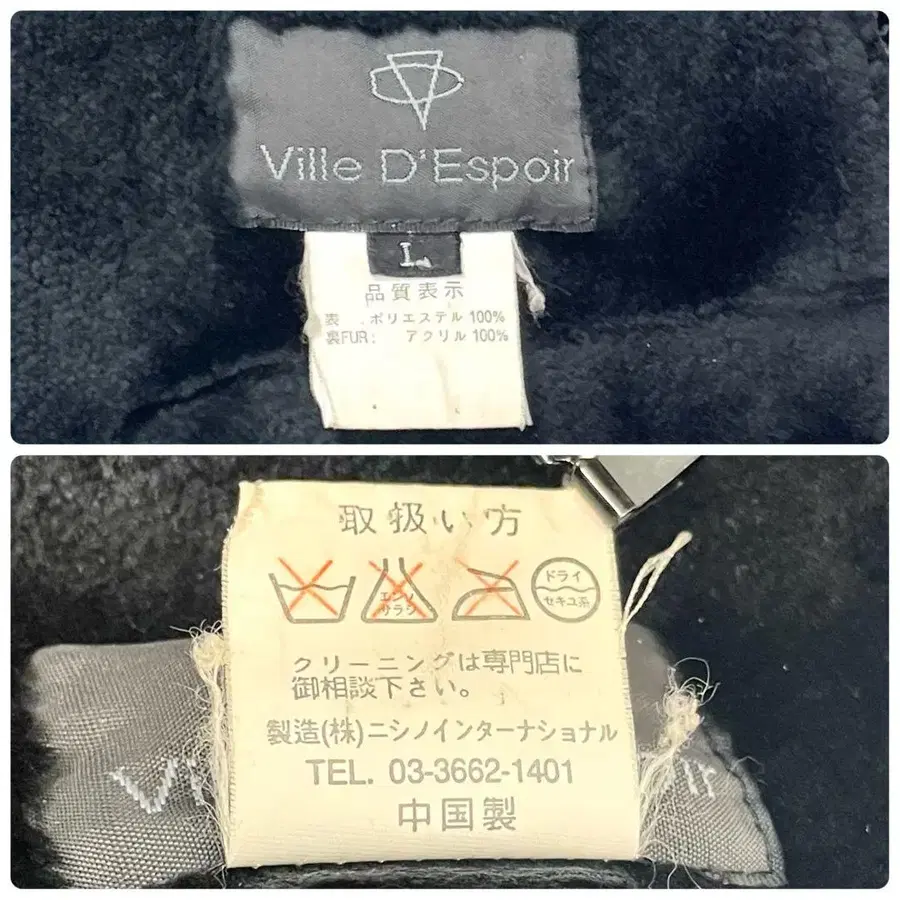 Ville D'Espoir
L
品質表示
表 : ポリエステル 100%
裏FUR: アクリル 100%
取扱い方
エンソ
サラシ
ドライ
セキユ系
クリーニングは専門店に
御相談下さい。
製造(株)ニシノインターナショナル
TEL. 03-3662-1401
中国製